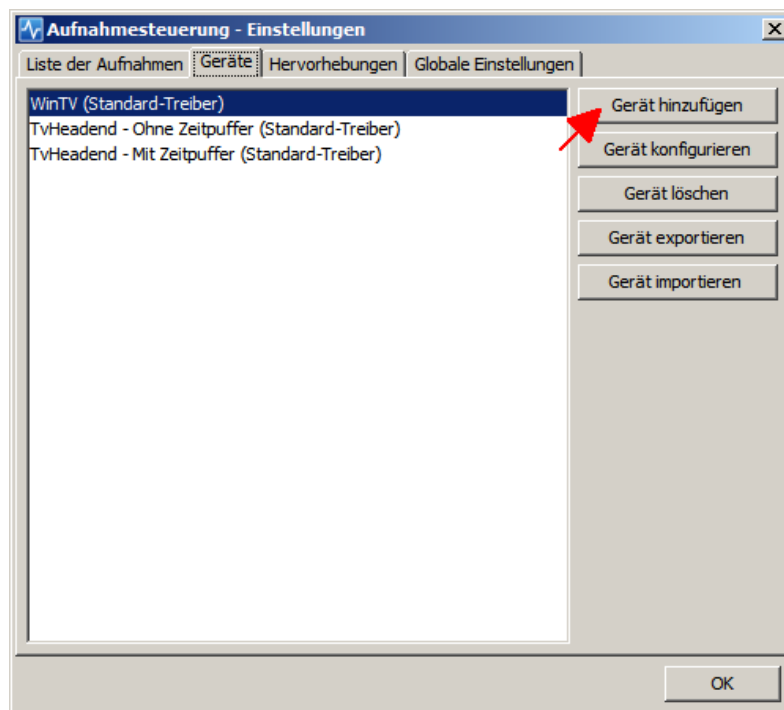 Aufnahmesteuerung - Einstellungen
Liste der Aufnahmen Geräte Hervorhebungen Globale Einstellungen
WinTV (Standard-Treiber)
TvHeadend - Ohne Zeitpuffer (Standard-Treiber)
TvHeadend - Mit Zeitpuffer (Standard-Treiber)
Gerät hinzufügen
Gerät konfigurieren
Gerät löschen
Gerät exportieren
Gerät importieren
OK